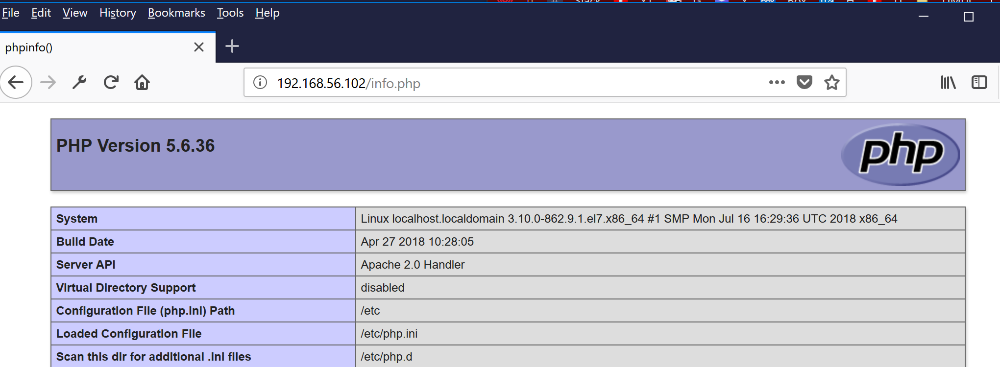 File Edit View History Bookmarks Tools Help
phpinfo()
192.168.56.102/info.php
PHP Version 5.6.36
php
System Linux localhost.localdomain 3.10.0-862.9.1.el7.x86_64 #1 SMP Mon Jul 16 16:29:36 UTC 2018 x86_64
Build Date Apr 27 2018 10:28:05
Server API Apache 2.0 Handler
Virtual Directory Support disabled
Configuration File (php.ini) Path /etc
Loaded Configuration File /etc/php.ini
Scan this dir for additional .ini files /etc/php.d